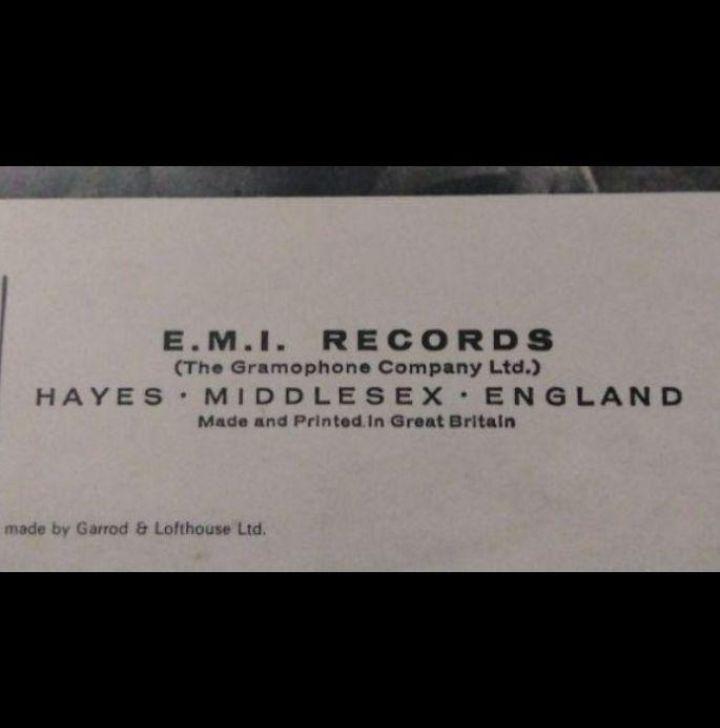 E.M.I. RECORDS
(The Gramophone Company Ltd.)
HAYES · MIDDLESEX · ENGLAND
Made and Printed in Great Britain
made by Garrod & Lofthouse Ltd.